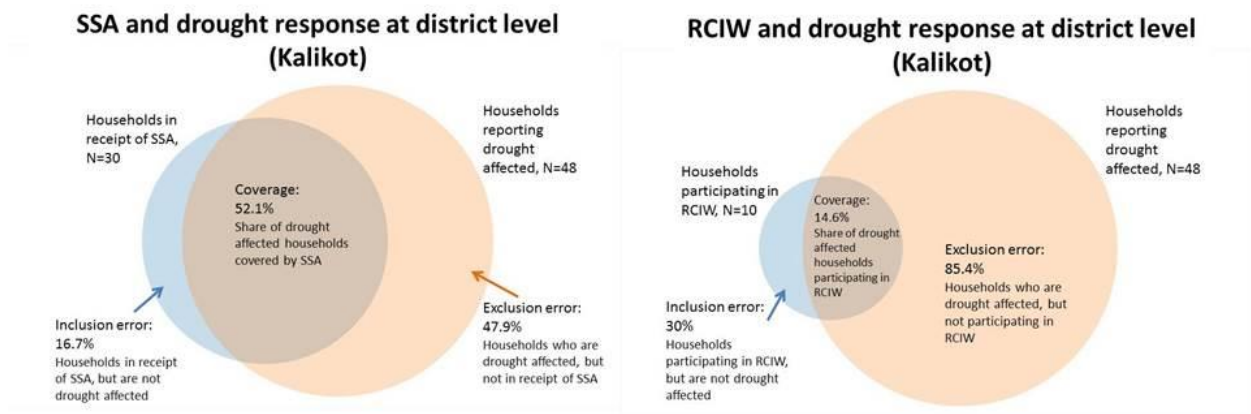 SSA and drought response at district level
(Kalikot)
Households in
receipt of SSA,
N=30
Households
reporting
drought
affected, N=48
Coverage:
52.1%
Share of drought
affected households
covered by SSA
Inclusion error:
16.7%
Households in receipt
of SSA, but are not
drought affected
Exclusion error:
47.9%
Households who are
drought affected, but
not in receipt of SSA
RCIW and drought response at district level
(Kalikot)
Households
participating in
RCIW, N=10
Households
reporting
drought
affected, N=48
Coverage:
14.6%
Share of drought
affected
households
participating in
RCIW
Exclusion error:
85.4%
Households who are
drought affected, but
not participating in
RCIW
Inclusion error:
30%
Households
participating in RCIW,
but are not drought
affected